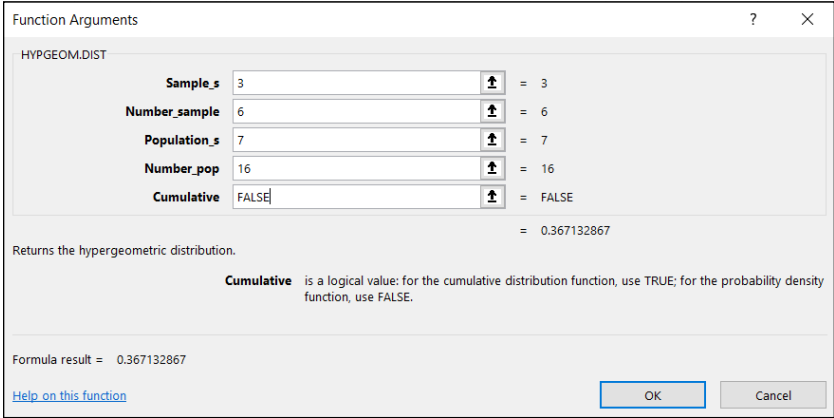 Function Arguments ? ×
HYPGEOM.DIST
Sample_s 3 = 3
Number_sample 6 = 6
Population_s 7 = 7
Number_pop 16 = 16
Cumulative FALSE = FALSE
= 0.367132867
Returns the hypergeometric distribution.
Cumulative is a logical value: for the cumulative distribution function, use TRUE; for the probability density
function, use FALSE.
Formula result = 0.367132867
Help on this function OK Cancel